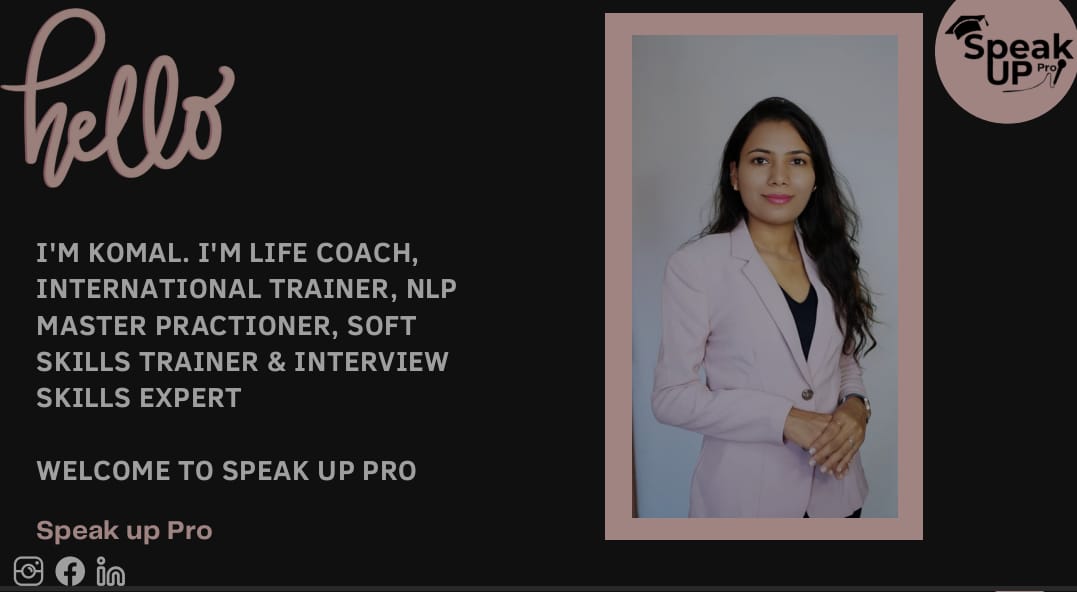 hello
Speak
UP Pro
I'M KOMAL. I'M LIFE COACH,
INTERNATIONAL TRAINER, NLP
MASTER PRACTIONER, SOFT
SKILLS TRAINER & INTERVIEW
SKILLS EXPERT
WELCOME TO SPEAK UP PRO
Speak up Pro